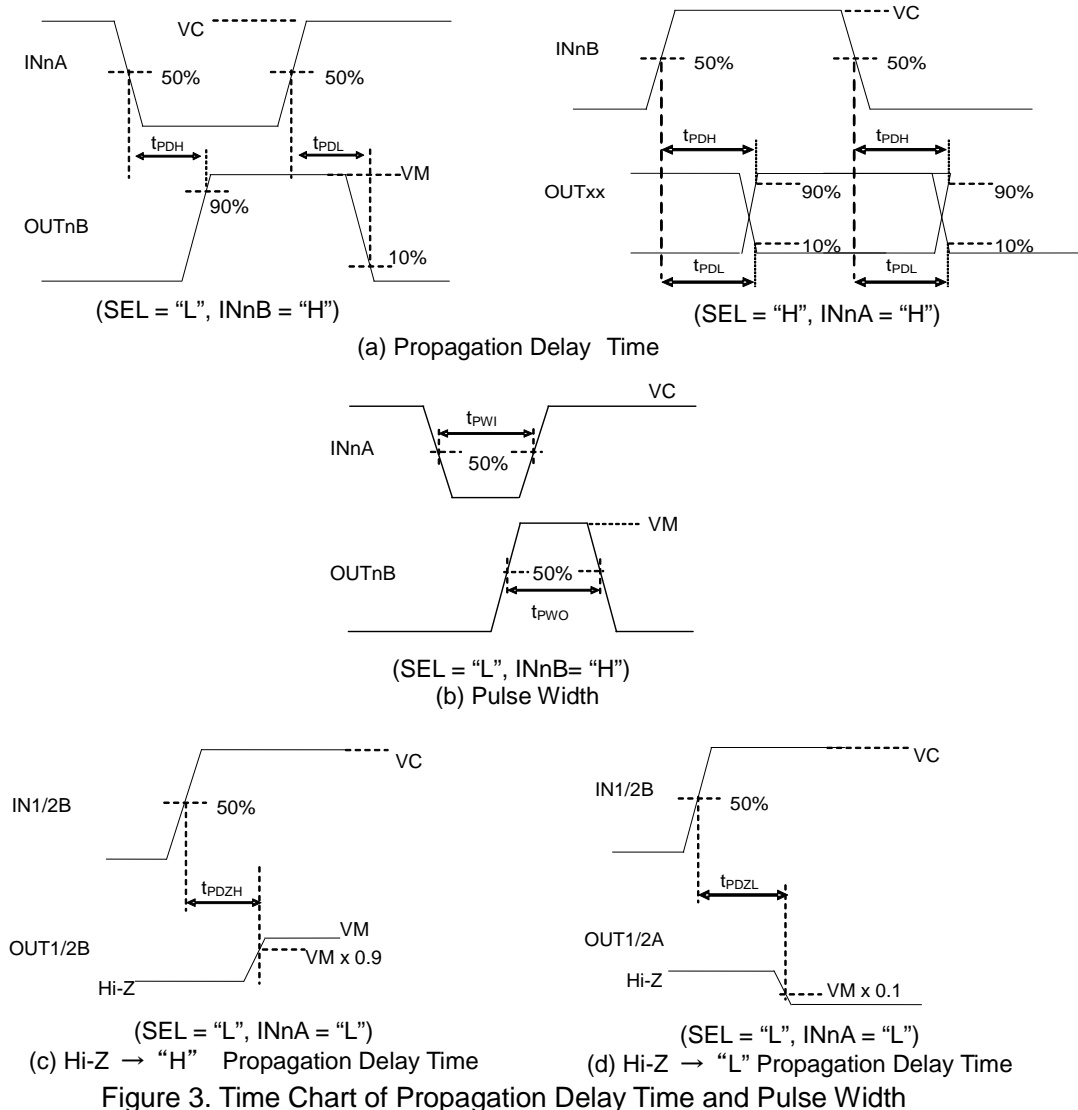 VC
INnA
50%
50%
tPDH
tPDL
VM
90%
OUTnB
10%
(SEL = “L”, INnB = “H”)
VC
INnB
50%
50%
tPDH
tPDH
OUTxx
90%
90%
10%
10%
tPDL
tPDL
(SEL = “H”, INnA = “H”)
(a) Propagation Delay Time
VC
tPWI
INnA
50%
VM
OUTnB
50%
tPWO
(SEL = “L”, INnB= “H”)
(b) Pulse Width
VC
IN1/2B
50%
tPDZH
VM
OUT1/2B
VM x 0.9
Hi-Z
(SEL = “L”, INnA = “L”)
(c) Hi-Z → “H” Propagation Delay Time
VC
IN1/2B
50%
tPDZL
OUT1/2A
Hi-Z
VM x 0.1
(SEL = “L”, INnA = “L”)
(d) Hi-Z → “L” Propagation Delay Time
Figure 3. Time Chart of Propagation Delay Time and Pulse Width